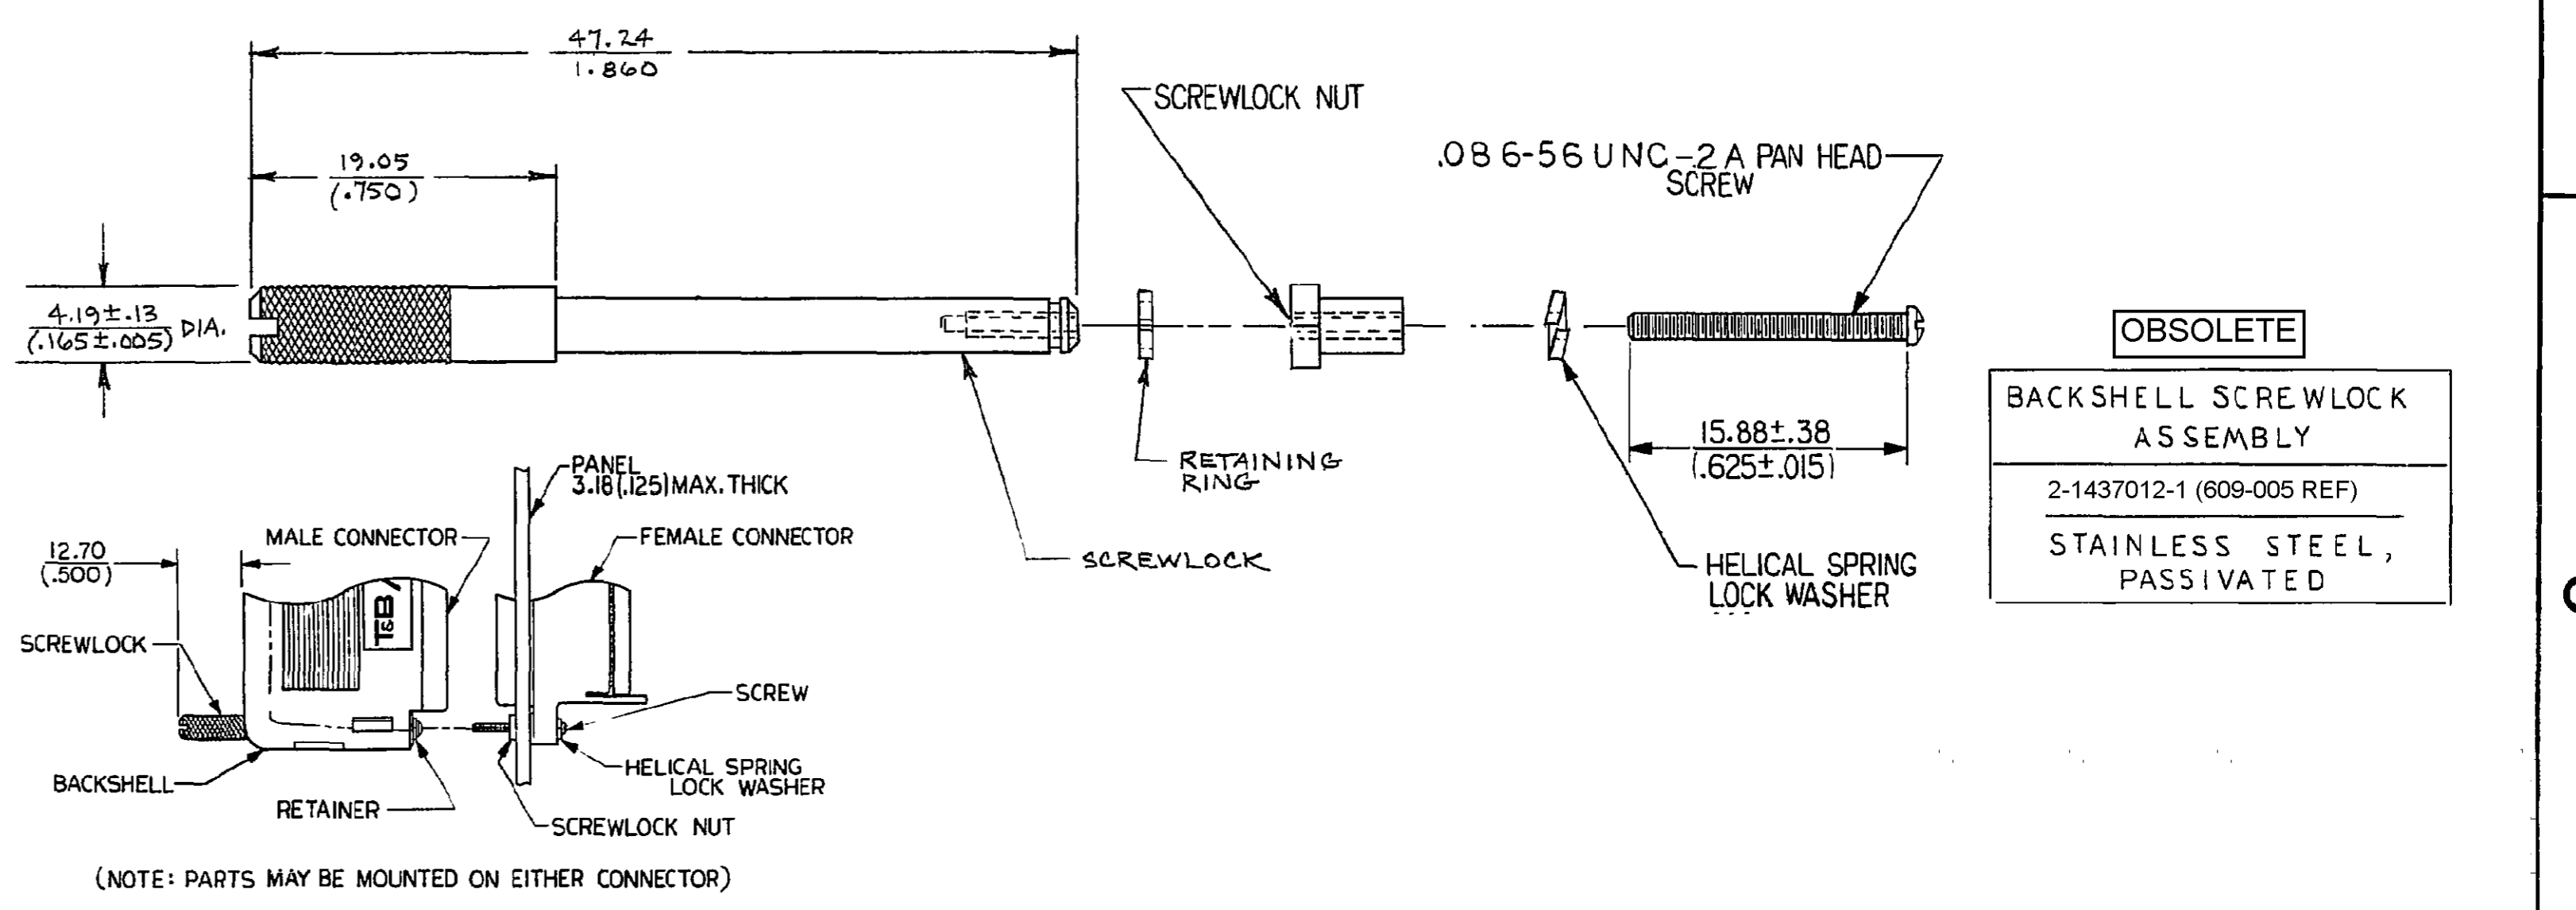 47.24
1.860
19.05
(.750)
4.19±.13
(.165±.005) DIA.
SCREWLOCK NUT
.086-56 UNC-2A PAN HEAD
SCREW
RETAINING
RING
SCREWLOCK
15.88±.38
(.625±.015)
HELICAL SPRING
LOCK WASHER
OBSOLETE
BACKSHELL SCREWLOCK
ASSEMBLY
2-1437012-1 (609-005 REF)
STAINLESS STEEL,
PASSIVATED
PANEL
3.18(.125)MAX. THICK
MALE CONNECTOR
FEMALE CONNECTOR
12.70
(.500)
T&B
SCREWLOCK
SCREW
BACKSHELL
RETAINER
HELICAL SPRING
LOCK WASHER
SCREWLOCK NUT
(NOTE: PARTS MAY BE MOUNTED ON EITHER CONNECTOR)